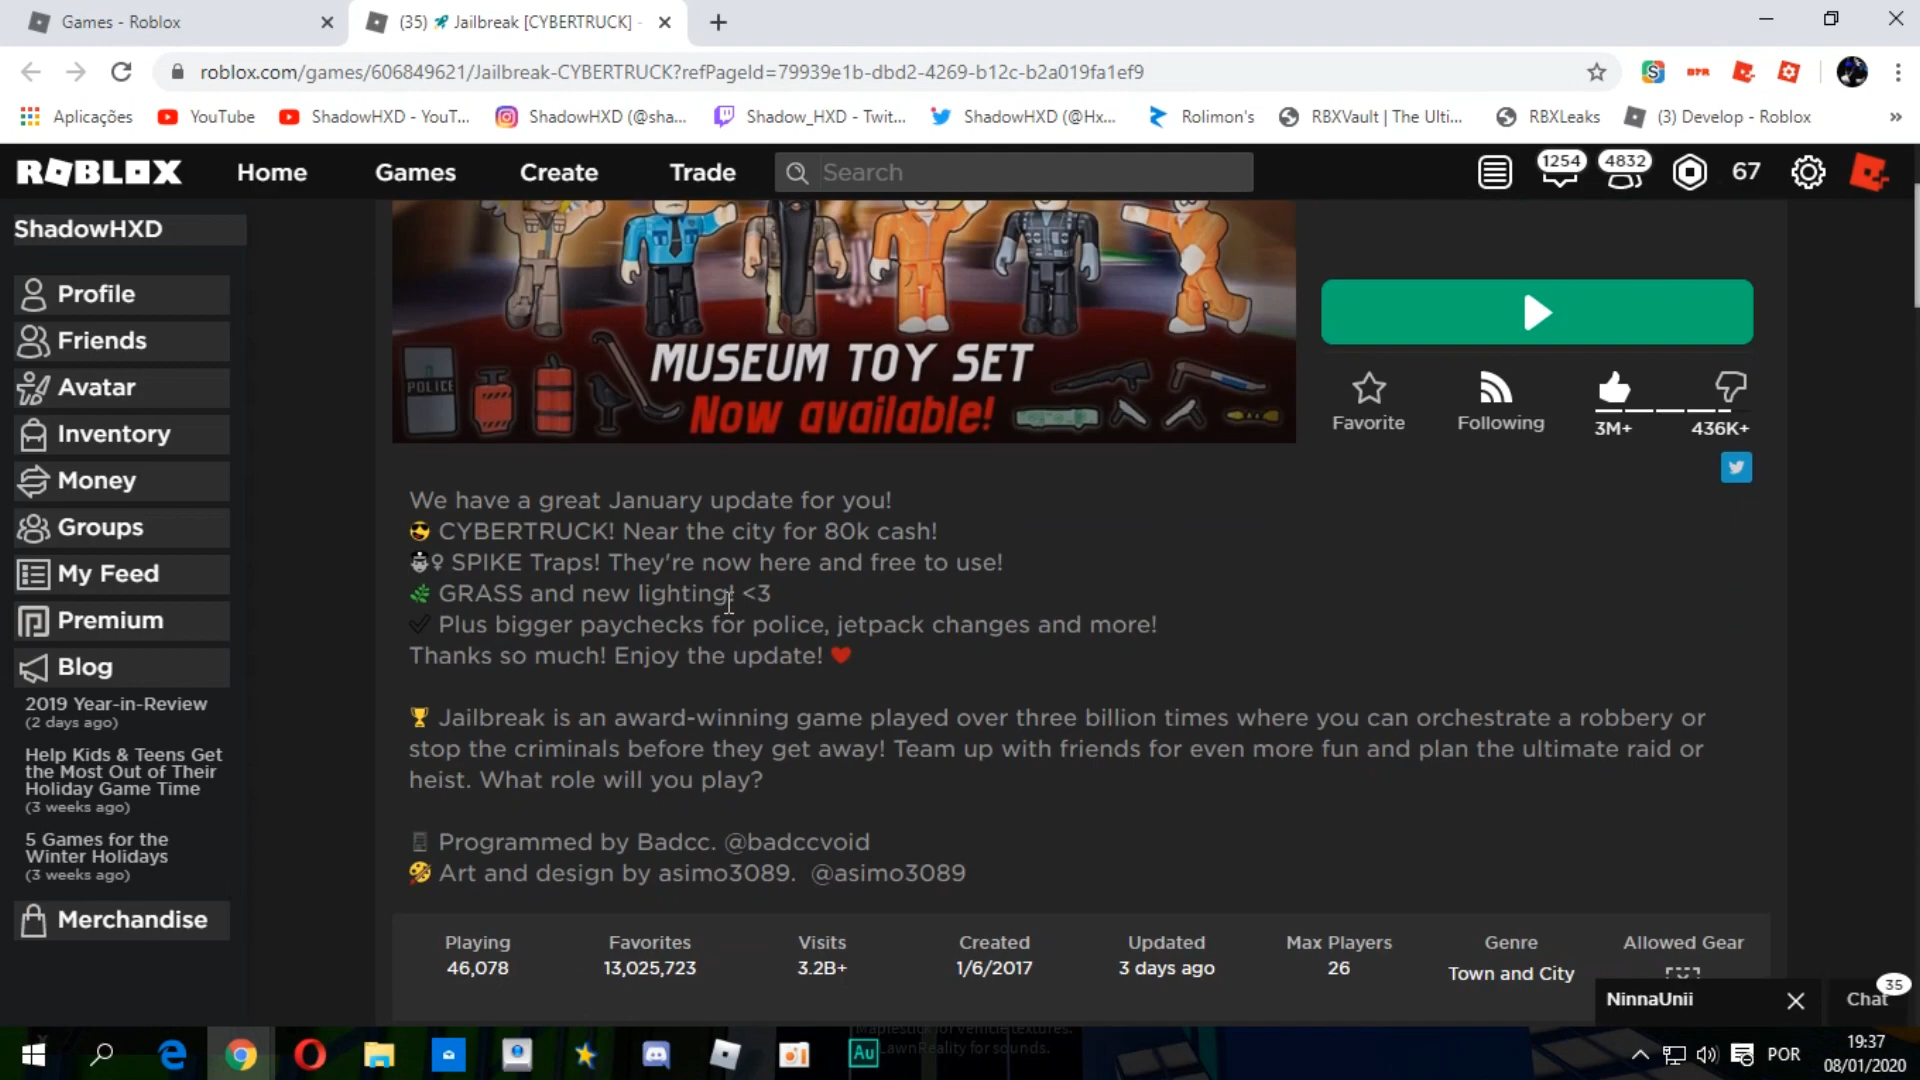 Games - Roblox
(35) 🚀 Jailbreak [CYBERTRUCK] -
roblox.com/games/606849621/Jailbreak-CYBERTRUCK?refPageId=79939e1b-dbd2-4269-b12c-b2a019fa1ef9
Aplicações YouTube ShadowHXD - YouT... ShadowHXD (@sha... Shadow_HXD - Twit... ShadowHXD (@Hx... Rolimon's RBXVault | The Ulti... RBXLeaks (3) Develop - Roblox »
ROBLOX Home Games Create Trade Search 1254 4832 67
ShadowHXD
Profile
Friends
Avatar
Inventory
Money
Groups
My Feed
Premium
Blog
2019 Year-in-Review
(2 days ago)
Help Kids & Teens Get
the Most Out of Their
Holiday Game Time
(3 weeks ago)
5 Games for the
Winter Holidays
(3 weeks ago)
Merchandise
POLICE
MUSEUM TOY SET
Now available!
Favorite Following 3M+ 436K+
We have a great January update for you!
😎 CYBERTRUCK! Near the city for 80k cash!
👮♀ SPIKE Traps! They're now here and free to use!
🌿 GRASS and new lighting! <3
✔ Plus bigger paychecks for police, jetpack changes and more!
Thanks so much! Enjoy the update! ❤
🏆 Jailbreak is an award-winning game played over three billion times where you can orchestrate a robbery or
stop the criminals before they get away! Team up with friends for even more fun and plan the ultimate raid or
heist. What role will you play?
📱 Programmed by Badcc. @badccvoid
🎨 Art and design by asimo3089. @asimo3089
Playing Favorites Visits Created Updated Max Players Genre Allowed Gear
46,078 13,025,723 3.2B+ 1/6/2017 3 days ago 26 Town and City
NinnaUnii Chat 35
Maplestick for vehicle textures.
LawnReality for sounds.
Au
POR
19:37
08/01/2020